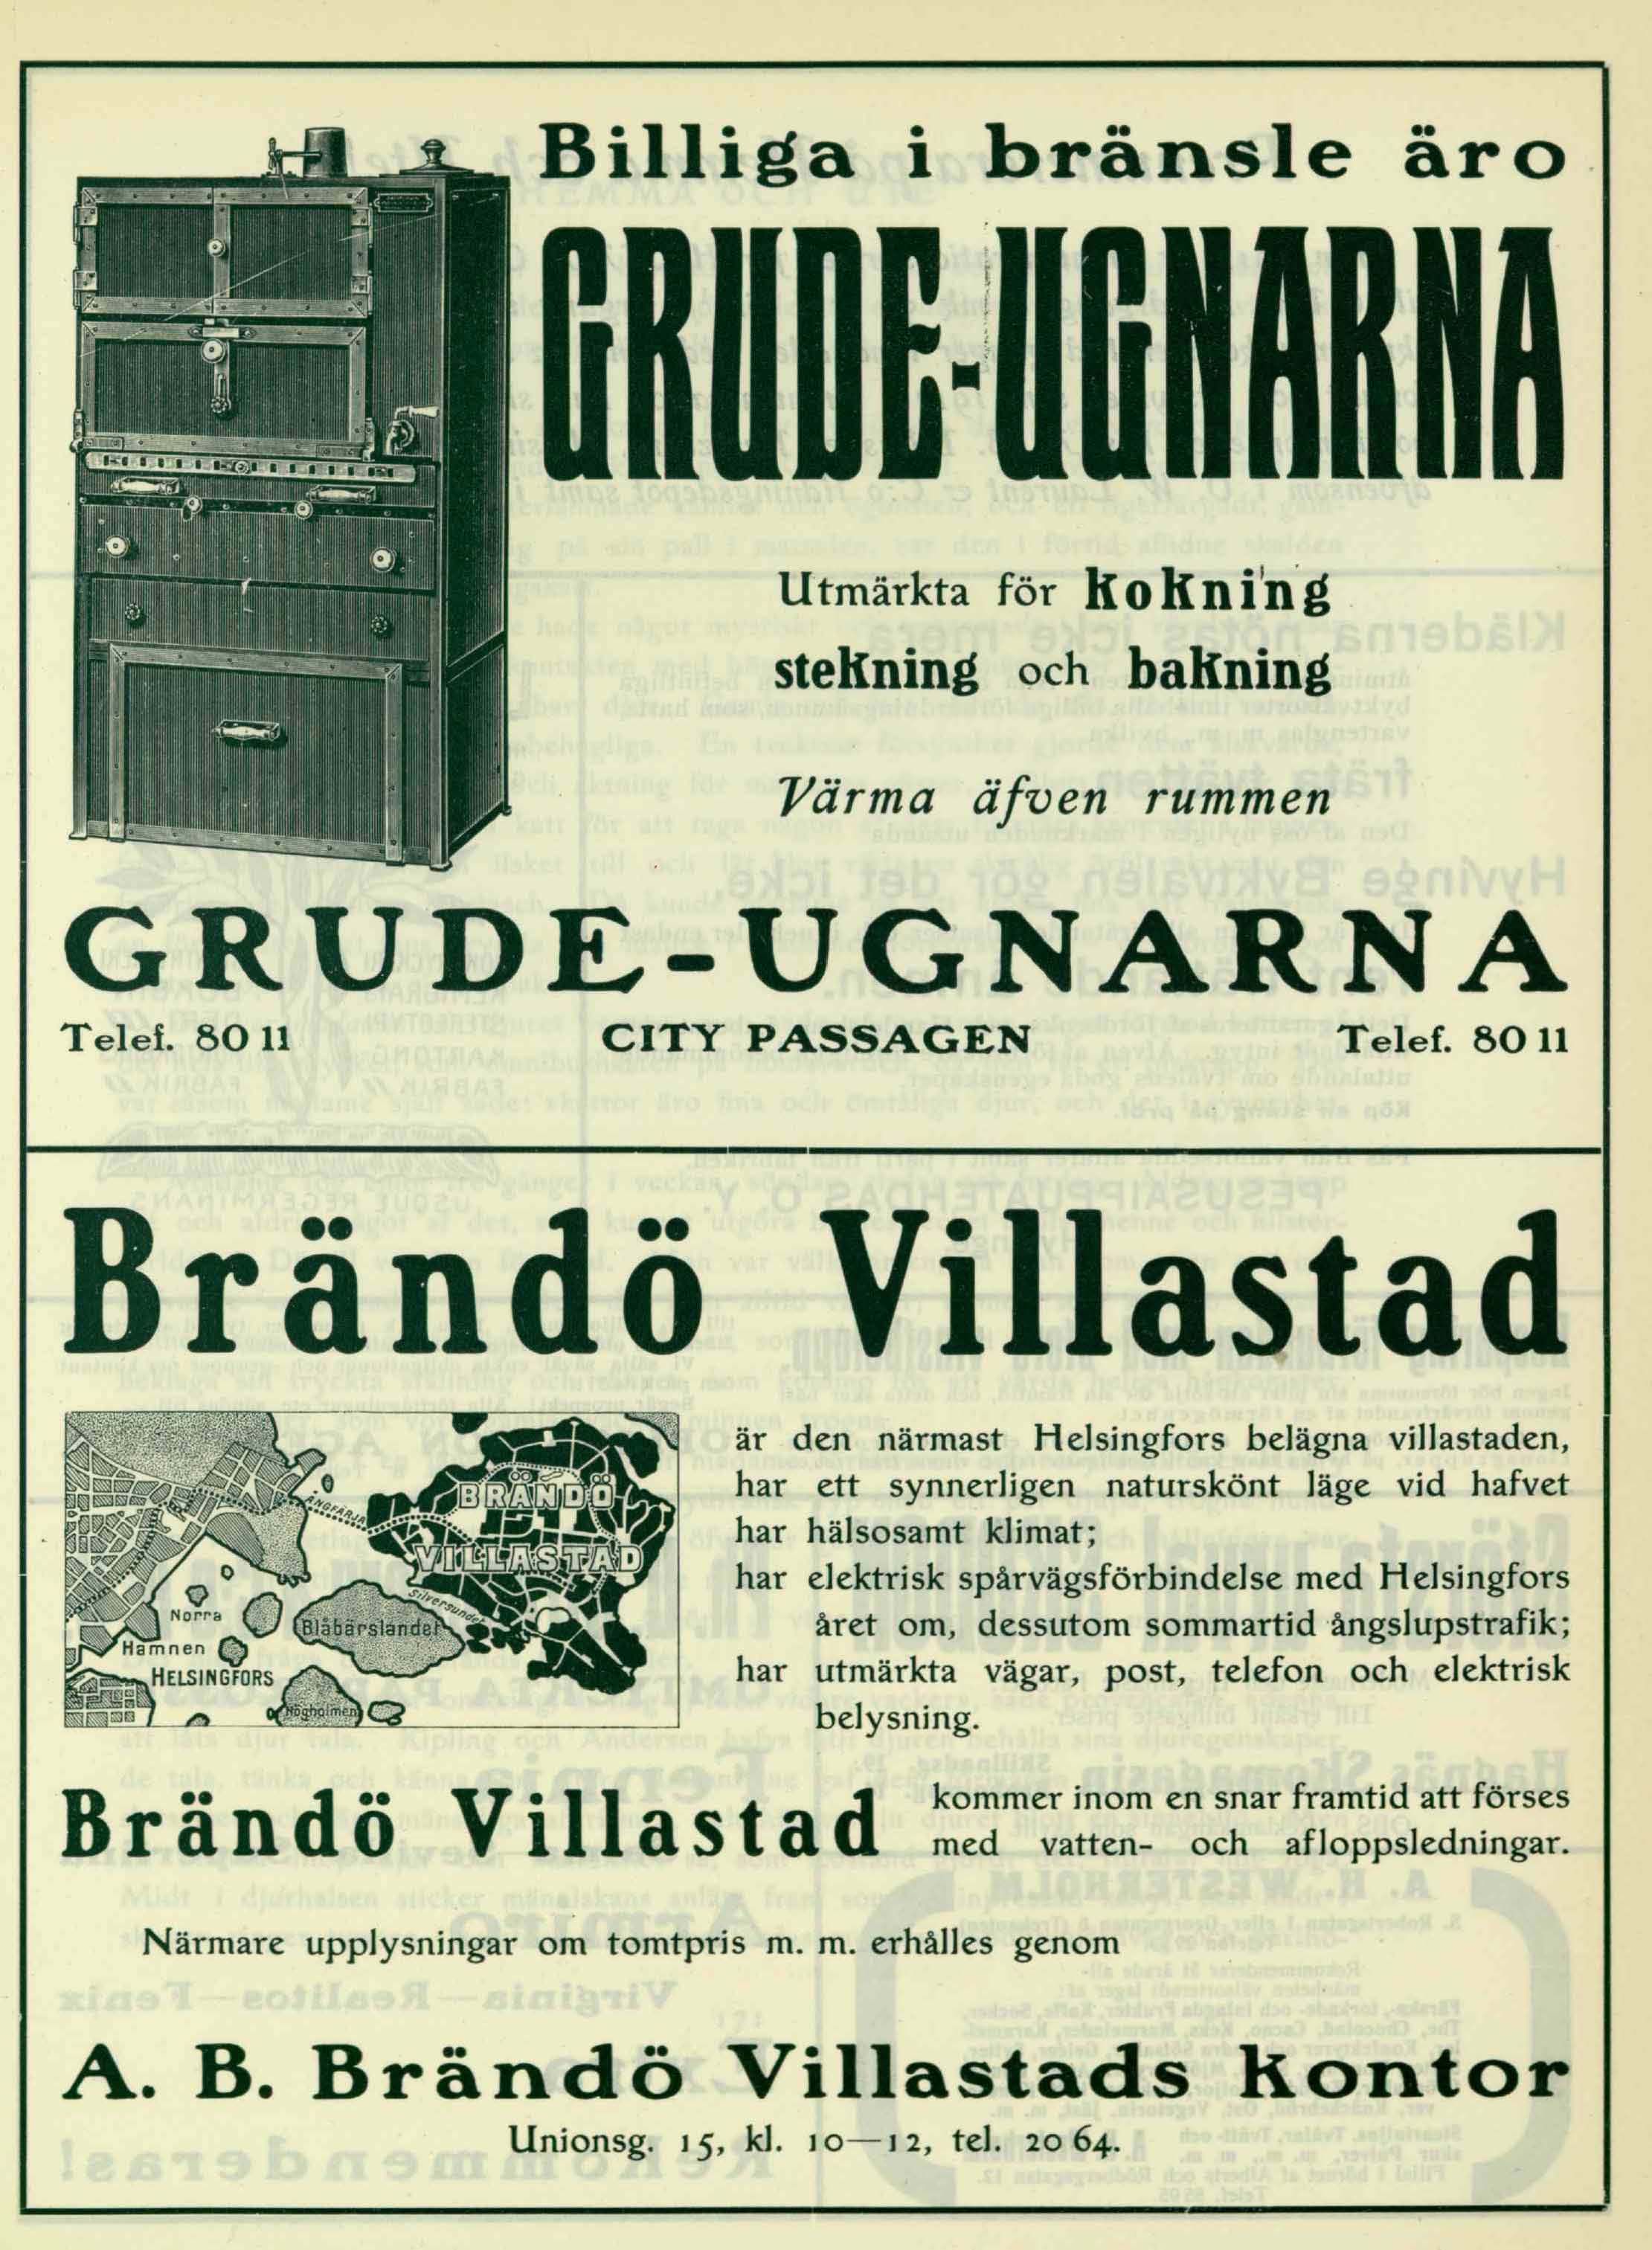 Billiga i bränsle äro
GRUDE-UGNARNA
Utmärkta för kokning
stekning och bakning
Värma äfven rummen
GRUDE-UGNARNA
Telef. 80 11 CITY PASSAGEN Telef. 80 11
Brändö Villastad
BRÄNDÖ
VILLASTAD
ÅNGFÄRJA
Silversundet
Blåbärslandet
Norra
Hamnen
HELSINGFORS
Högholmen
är den närmast Helsingfors belägna villastaden,
har ett synnerligen naturskönt läge vid hafvet
har hälsosamt klimat;
har elektrisk spårvägsförbindelse med Helsingfors
året om, dessutom sommartid ångslupstrafik;
har utmärkta vägar, post, telefon och elektrisk
belysning.
Brändö Villastad kommer inom en snar framtid att förses
med vatten- och afloppsledningar.
Närmare upplysningar om tomtpris m. m. erhålles genom
A. B. Brändö Villastads Kontor
Unionsg. 15, kl. 10—12, tel. 20 64.